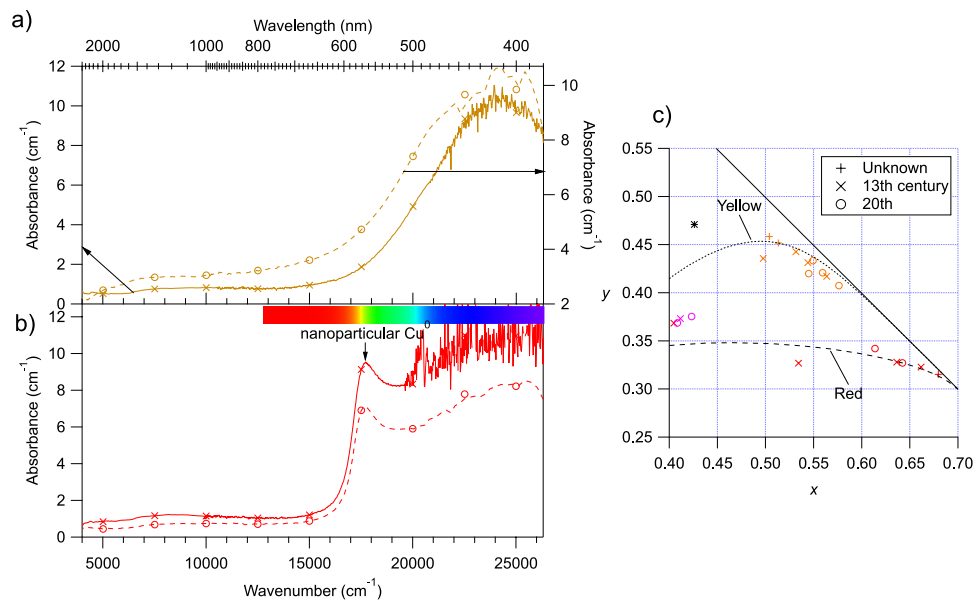 a)
Wavelength (nm)
2000 1000 800 600 500 400
12
10
8
6
4
2
0
Absorbance (cm-1)
10
8
6
4
2
Absorbance (cm-1)
b)
nanoparticular Cu0
12
10
8
6
4
2
0
Absorbance (cm-1)
5000 10000 15000 20000 25000
Wavenumber (cm-1)
c)
0.55
0.50
0.45
0.40
0.35
0.30
0.25
y
Unknown
13th century
20th
Yellow
Red
0.40 0.45 0.50 0.55 0.60 0.65 0.70
x